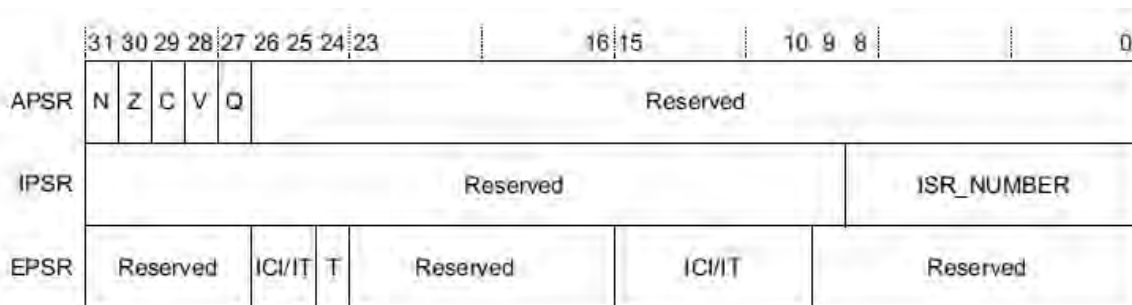 31 30 29 28 27 26 25 24 23 16 15 10 9 8 0
APSR N Z C V Q Reserved
IPSR Reserved ISR_NUMBER
EPSR Reserved ICI/IT T Reserved ICI/IT Reserved